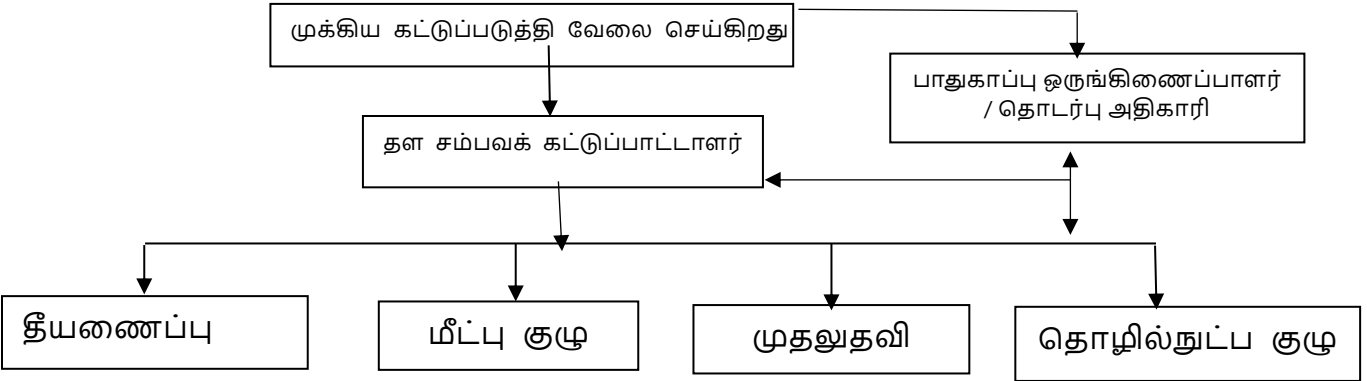 முக்கிய கட்டுப்படுத்தி வேலை செய்கிறது
பாதுகாப்பு ஒருங்கிணைப்பாளர்
/ தொடர்பு அதிகாரி
தள சம்பவக் கட்டுப்பாட்டாளர்
தீயணைப்பு
மீட்பு குழு
முதலுதவி
தொழில்நுட்ப குழு